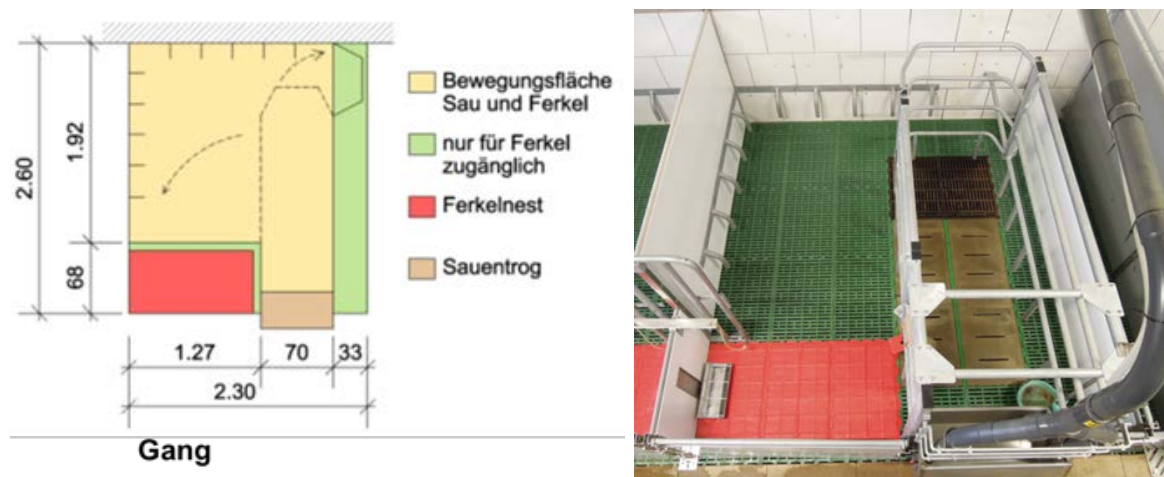 2.60
1.92
68
1.27
70
33
2.30
Bewegungsfläche
Sau und Ferkel
nur für Ferkel
zugänglich
Ferkelnest
Sauentrog
Gang